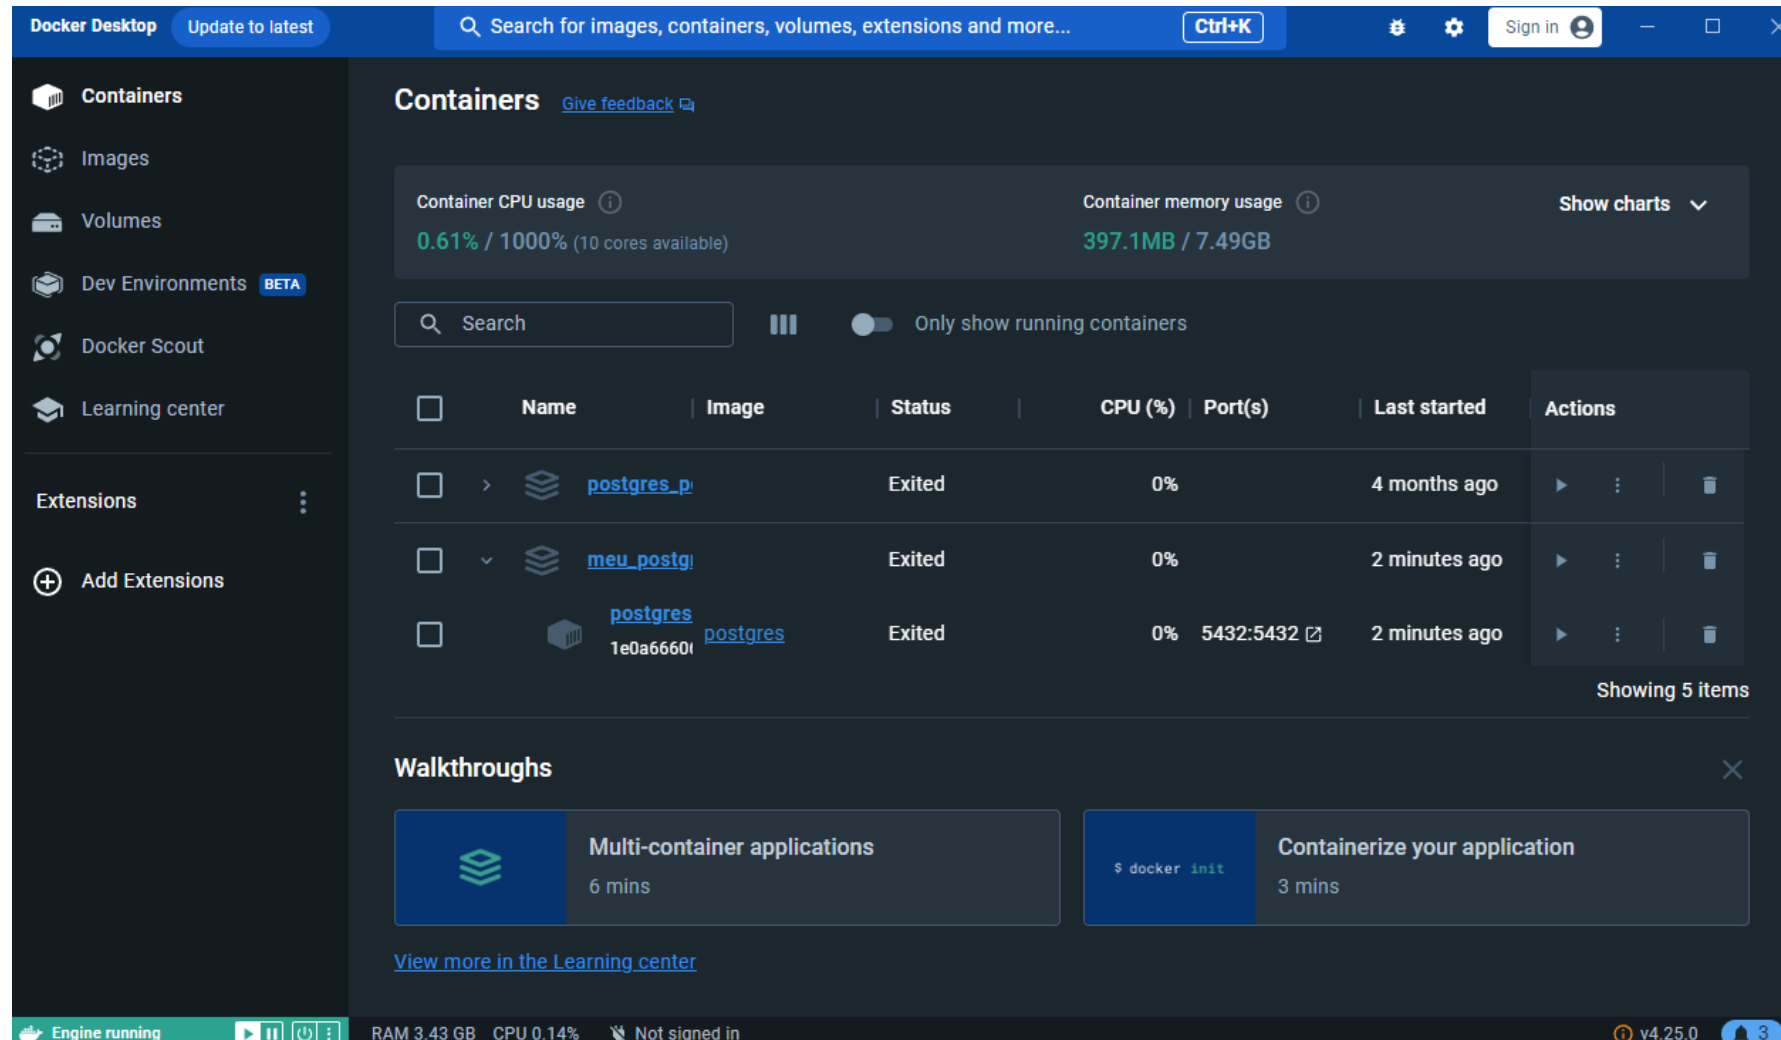 Docker Desktop Update to latest Search for images, containers, volumes, extensions and more... Ctrl+K Sign in
Containers
Images
Volumes
Dev Environments BETA
Docker Scout
Learning center
Extensions
Add Extensions
Containers Give feedback
Container CPU usage
0.61% / 1000% (10 cores available)
Container memory usage
397.1MB / 7.49GB
Show charts
Search
Only show running containers
Name Image Status CPU (%) Port(s) Last started Actions
postgres_p Exited 0% 4 months ago
meu_postg Exited 0% 2 minutes ago
postgres
1e0a6660
postgres Exited 0% 5432:5432 2 minutes ago
Showing 5 items
Walkthroughs
Multi-container applications
6 mins
$ docker init
Containerize your application
3 mins
View more in the Learning center
Engine running RAM 3.43 GB CPU 0.14% Not signed in v4.25.0 3